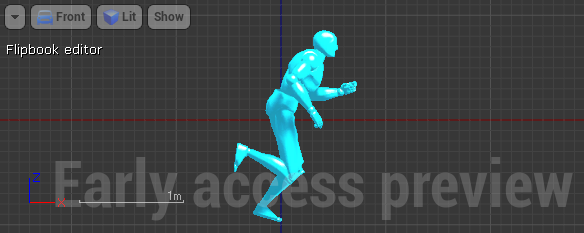 Front Lit Show
Flipbook editor
Z
Early access preview
1m